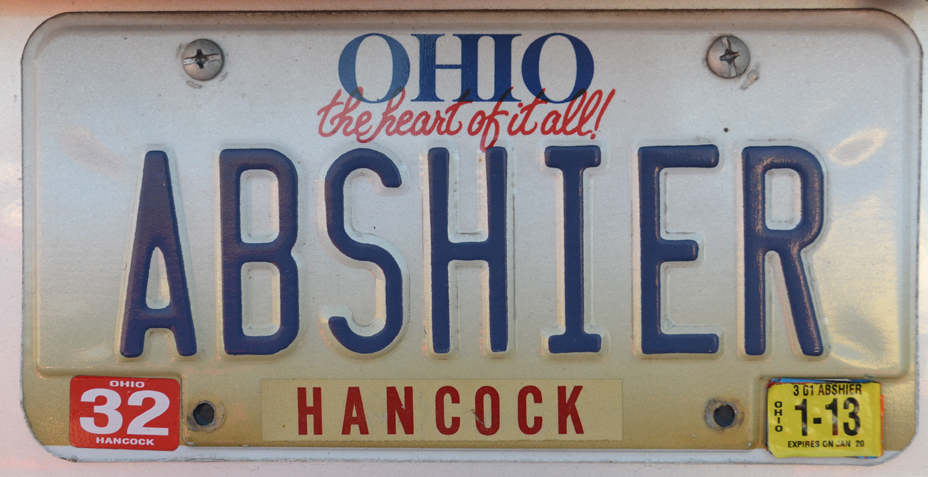 OHIO
the heart of it all!
ABSHIER
OHIO
32
HANCOCK
HANCOCK
3 01 ABSHIER
OHIO
1-13
EXPIRES ON JAN 20